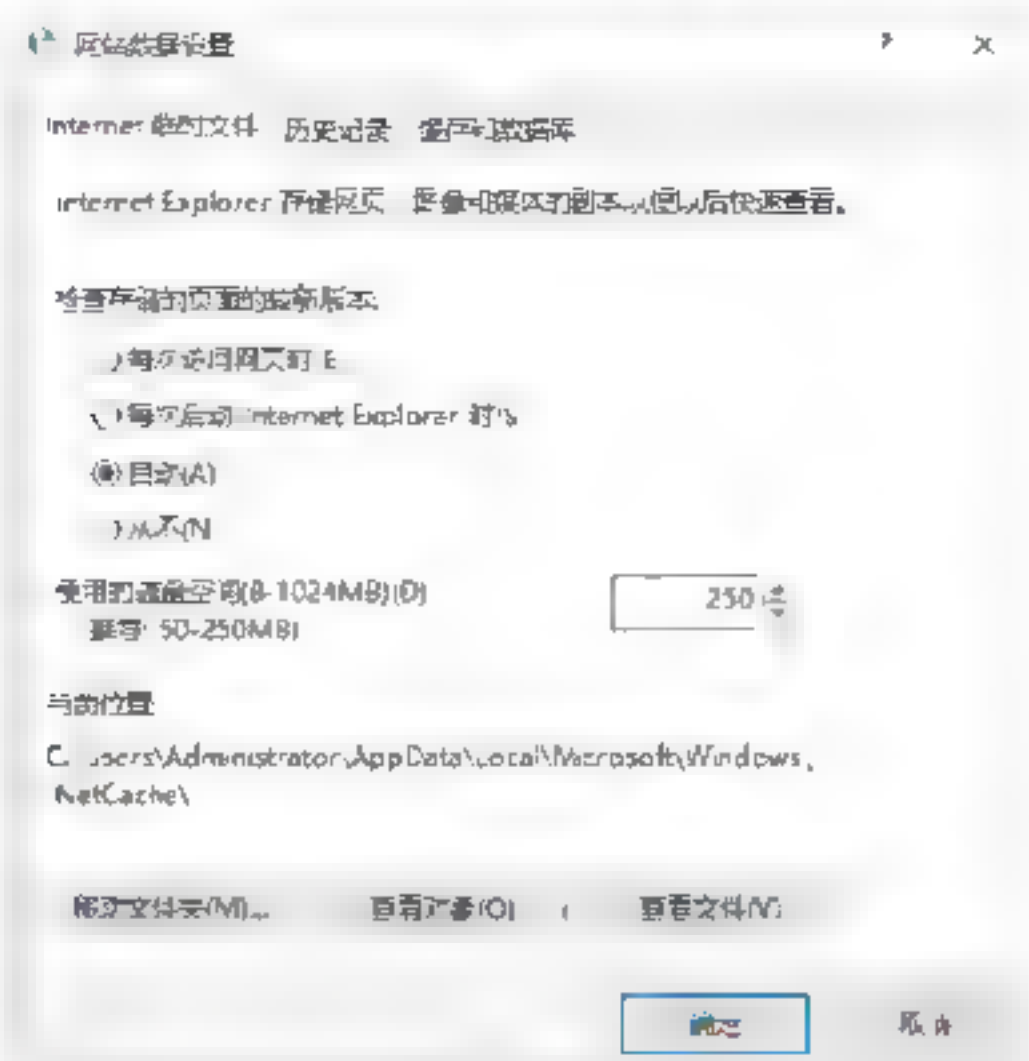 网站数据设置 ? ×
Internet 临时文件 历史记录 缓存和数据库
Internet Explorer 存储网页、图像和媒体的副本以便以后快速查看。
检查存储的页面的较新版本:
每次访问网页时(E)
每次启动 Internet Explorer 时(S)
自动(A)
从不(N)
使用的磁盘空间(8-1024MB)(D)
(推荐: 50-250MB)
250
当前位置:
C:\Users\Administrator\AppData\Local\Microsoft\Windows\
INetCache\
移动文件夹(M)... 查看对象(O) 查看文件(V)
确定 取消